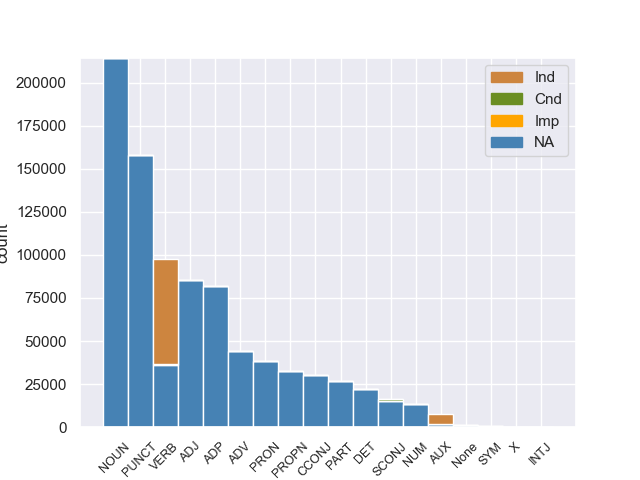 200000
175000
150000
125000
100000
75000
50000
25000
0
count
Ind
Cnd
Imp
NA
NOUN
PUNCT
VERB
ADJ
ADP
ADV
PRON
PROPN
CCONJ
PART
DET
SCONJ
NUM
AUX
None
SYM
X
INTJ